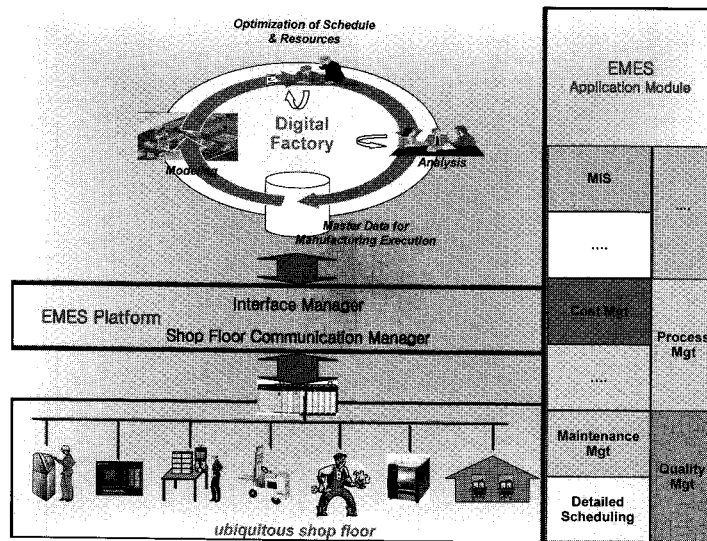 Optimization of Schedule
& Resources
Digital
Factory
Modeling
Analysis
Master Data for
Manufacturing Execution
Interface Manager
EMES Platform
Shop Floor Communication Manager
ubiquitous shop floor
EMES
Application Module
MIS
....
....
Cost Mgt
Process
Mgt
....
Maintenance
Mgt
Quality
Mgt
Detailed
Scheduling